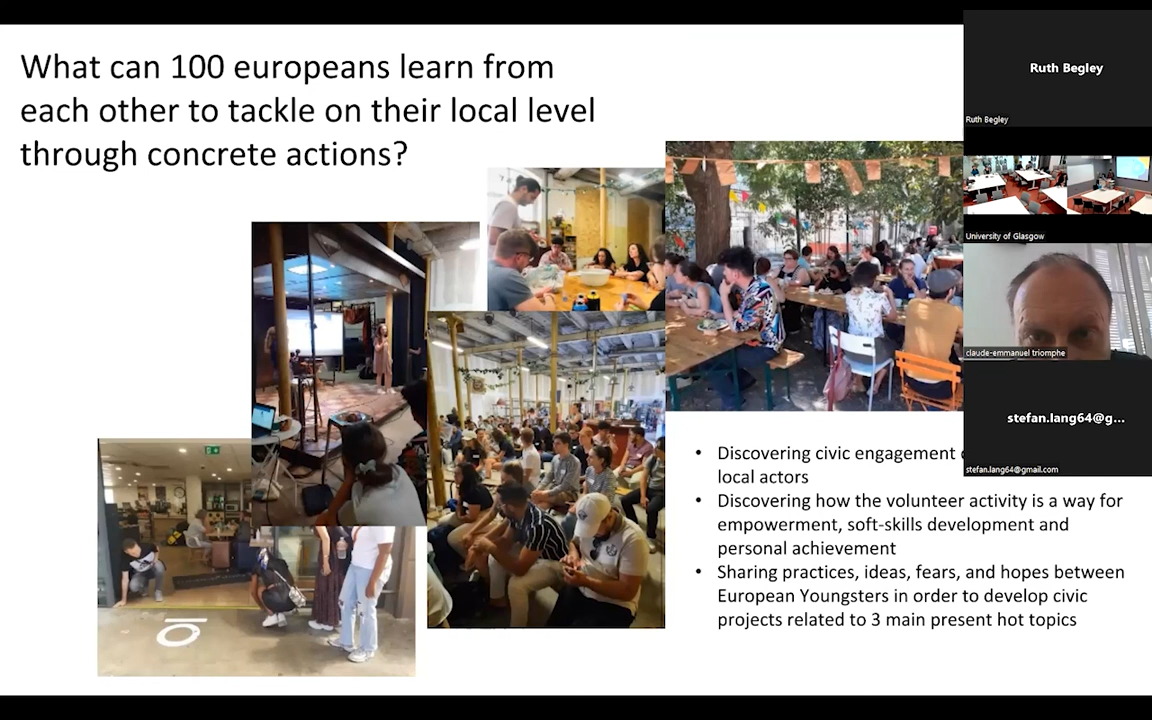 What can 100 europeans learn from
each other to tackle on their local level
through concrete actions?
Discovering civic engagement
local actors
Discovering how the volunteer activity is a way for
empowerment, soft-skills development and
personal achievement
Sharing practices, ideas, fears, and hopes between
European Youngsters in order to develop civic
projects related to 3 main present hot topics
Ruth Begley
Ruth Begley
University of Glasgow
claude-emmanuel triomphe
stefan.lang64@g...
stefan.lang64@gmail.com